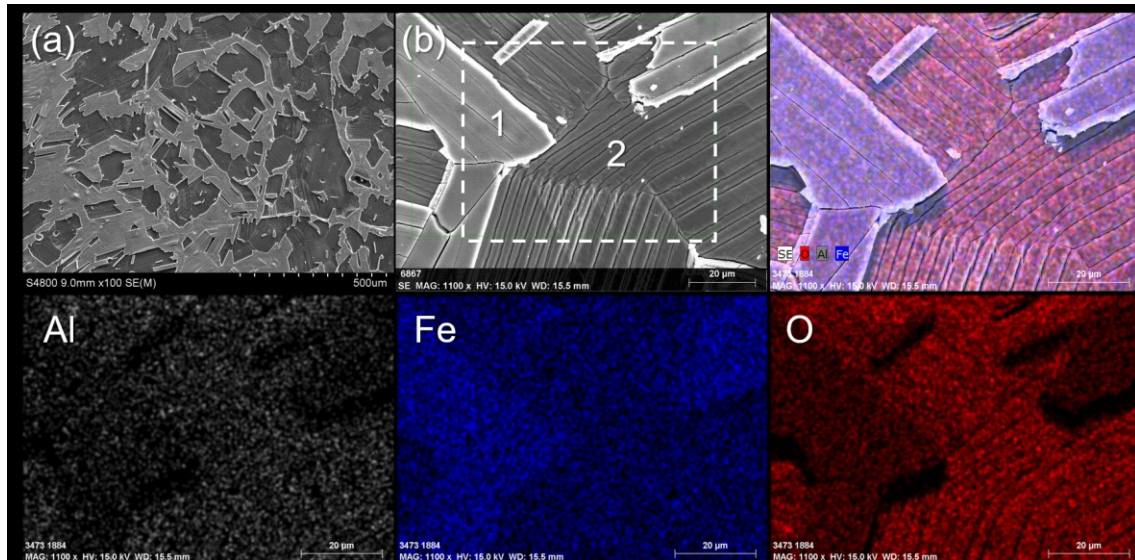 (a)
S4800 9.0mm x100 SE(M) 500um
(b)
1
2
6867
SE MAG: 1100 x HV: 15.0 kV WD: 15.5 mm 20 µm
SE O Al Fe
3473 1884
MAG: 1100 x HV: 15.0 kV WD: 15.5 mm 20 µm
Al
3473 1884
MAG: 1100 x HV: 15.0 kV WD: 15.5 mm 20 µm
Fe
3473 1884
MAG: 1100 x HV: 15.0 kV WD: 15.5 mm 20 µm
O
3473 1884
MAG: 1100 x HV: 15.0 kV WD: 15.5 mm 20 µm